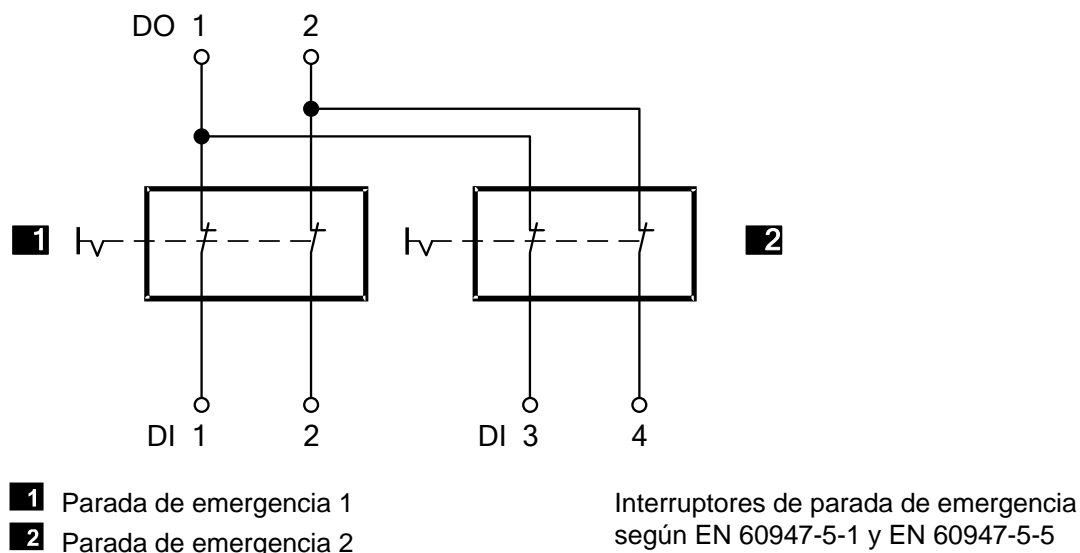 DO 1 2
1
2
DI 1 2 DI 3 4
1 Parada de emergencia 1
2 Parada de emergencia 2
Interruptores de parada de emergencia
según EN 60947-5-1 y EN 60947-5-5